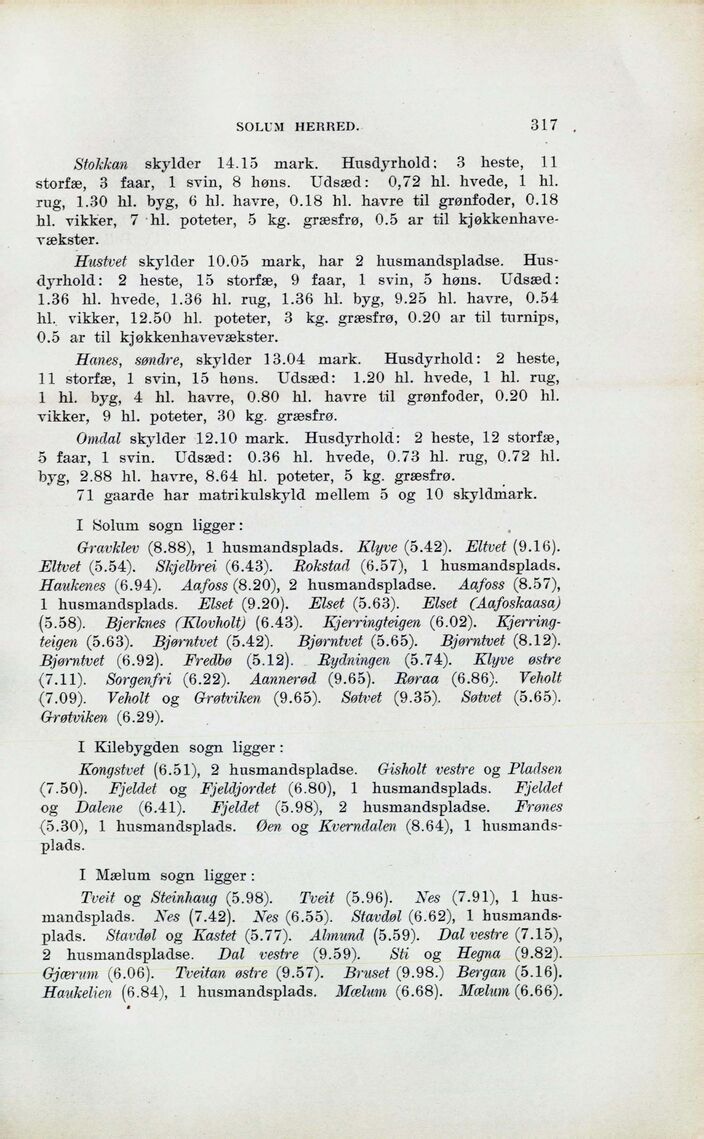 SOLUM HERRED. 317
Stokkan skylder 14.15 mark. Husdyrhold: 3 heste, 11
storfæ, 3 faar, 1 svin, 8 høns. Udsæd: 0,72 hl. hvede, 1 hl.
rug, 1.30 hl. byg, 6 hl. havre, 0.18 hl. havre til grønfoder, 0.18
hl. vikker, 7 hl. poteter, 5 kg. græsfrø, 0.5 ar til kjøkkenhave-
vækster.
Hustvet skylder 10.05 mark, har 2 husmandspladse. Hus-
dyrhold: 2 heste, 15 storfæ, 9 faar, 1 svin, 5 høns. Udsæd:
1.36 hl. hvede, 1.36 hl. rug, 1.36 hl. byg, 9.25 hl. havre, 0.54
hl. vikker, 12.50 hl. poteter, 3 kg. græsfrø, 0.20 ar til turnips,
0.5 ar til kjøkkenhavevækster.
Hanes, søndre, skylder 13.04 mark. Husdyrhold: 2 heste,
11 storfæ, 1 svin, 15 høns. Udsæd: 1.20 hl. hvede, 1 hl. rug,
1 hl. byg, 4 hl. havre, 0.80 hl. havre til grønfoder, 0.20 hl.
vikker, 9 hl. poteter, 30 kg. græsfrø.
Omdal skylder 12.10 mark. Husdyrhold: 2 heste, 12 storfæ,
5 faar, 1 svin. Udsæd: 0.36 hl. hvede, 0.73 hl. rug, 0.72 hl.
byg, 2.88 hl. havre, 8.64 hl. poteter, 5 kg. græsfrø.
71 gaarde har matrikulskyld mellem 5 og 10 skyldmark.
I Solum sogn ligger:
Gravklev (8.88), 1 husmandsplads. Klyve (5.42). Eltvet (9.16).
Eltvet (5.54). Skjelbrei (6.43). Rokstad (6.57), 1 husmandsplads.
Haukenes (6.94). Aafoss (8.20), 2 husmandspladse. Aafoss (8.57),
1 husmandsplads. Elset (9.20). Elset (5.63). Elset (Aafoskaasa)
(5.58). Bjerknes (Klovholt) (6.43). Kjerringteigen (6.02). Kjerring-
teigen (5.63). Bjørntvet (5.42). Bjørntvet (5.65). Bjørntvet (8.12).
Bjørntvet (6.92). Fredbø (5.12). Rydningen (5.74). Klyve østre
(7.11). Sorgenfri (6.22). Aannerød (9.65). Røraa (6.86). Veholt
(7.09). Veholt og Grøtviken (9.65). Søtvet (9.35). Søtvet (5.65).
Grøtviken (6.29).
I Kilebygden sogn ligger:
Kongstvet (6.51), 2 husmandspladse. Gisholt vestre og Pladsen
(7.50). Fjeldet og Fjeldjordet (6.80), 1 husmandsplads. Fjeldet
og Dalene (6.41). Fjeldet (5.98), 2 husmandspladse. Frønes
(5.30), 1 husmandsplads. Øen og Kverndalen (8.64), 1 husmands-
plads.
I Mælum sogn ligger:
Tveit og Steinhaug (5.98). Tveit (5.96). Nes (7.91), 1 hus-
mandsplads. Nes (7.42). Nes (6.55). Stavdøl (6.62), 1 husmands-
plads. Stavdøl og Kastet (5.77). Almund (5.59). Dal vestre (7.15),
2 husmandspladse. Dal vestre (9.59). Sti og Hegna (9.82).
Gjærum (6.06). Tveitan østre (9.57). Bruset (9.98.) Bergan (5.16).
Haukelien (6.84), 1 husmandsplads. Mælum (6.68). Mælum (6.66).